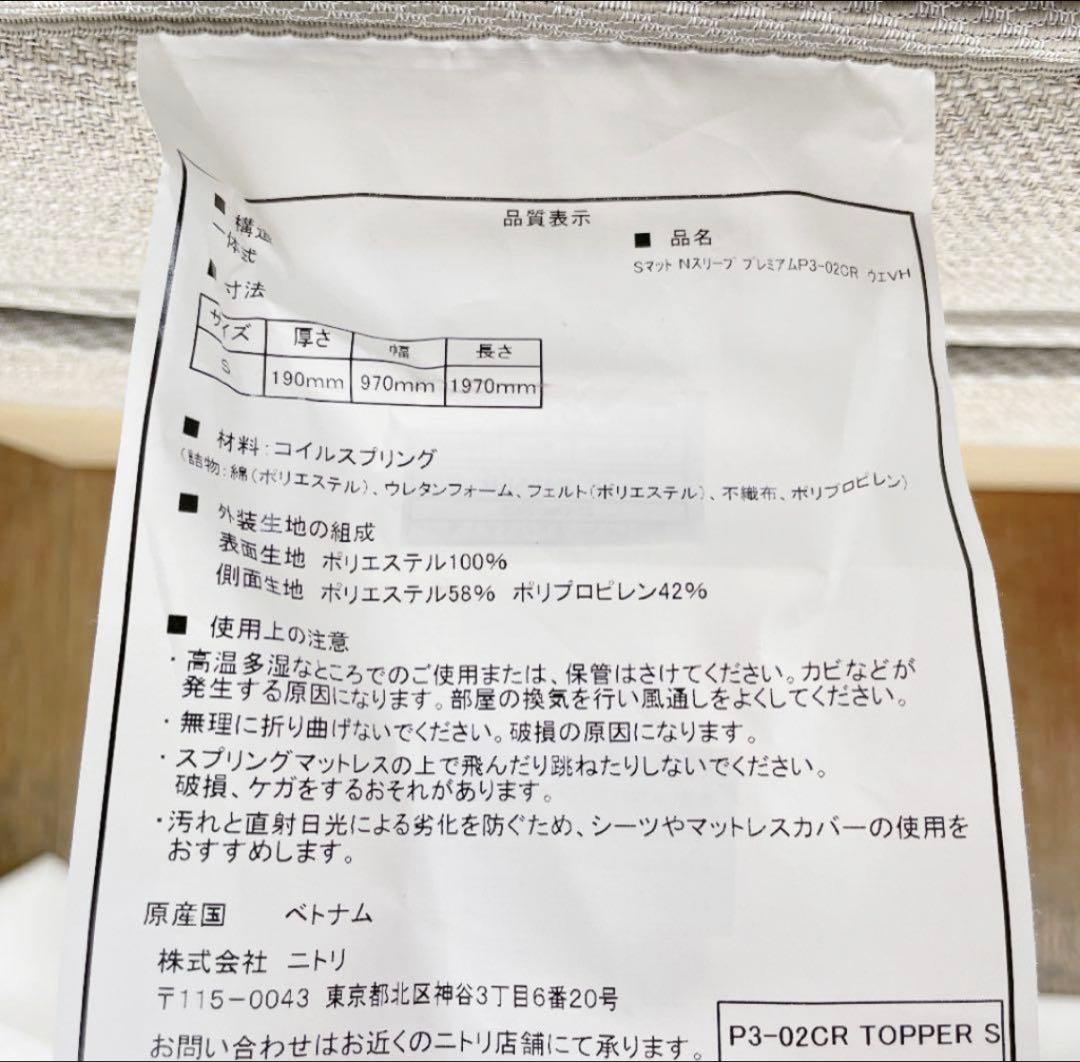 品質表示
■ 構造
一体式
■ 品名
Sマット Nスリープ プレミアムP3-02CR ウエVH
■ 寸法
サイズ 厚さ 幅 長さ
S 190mm 970mm 1970mm
■ 材料:コイルスプリング
(詰物:綿(ポリエステル)、ウレタンフォーム、フェルト(ポリエステル)、不織布、ポリプロピレン)
■ 外装生地の組成
表面生地 ポリエステル100%
側面生地 ポリエステル58% ポリプロピレン42%
■ 使用上の注意
・高温多湿なところでのご使用または、保管はさけてください。カビなどが
発生する原因になります。部屋の換気を行い風通しをよくしてください。
・無理に折り曲げないでください。破損の原因になります。
・スプリングマットレスの上で飛んだり跳ねたりしないでください。
破損、ケガをするおそれがあります。
・汚れと直射日光による劣化を防ぐため、シーツやマットレスカバーの使用を
おすすめします。
原産国 ベトナム
株式会社 ニトリ
〒115-0043 東京都北区神谷3丁目6番20号
お問い合わせはお近くのニトリ店舗にて承ります。
P3-02CR TOPPER S